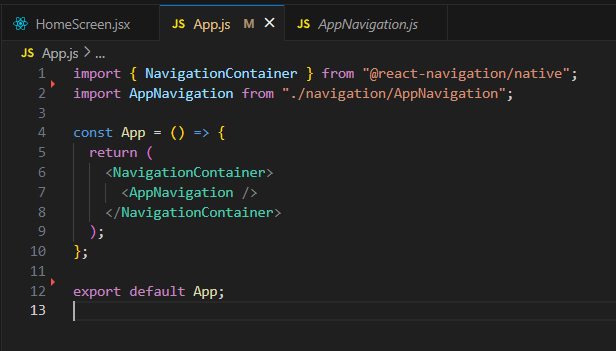 HomeScreen.jsx JS App.js M JS AppNavigation.js
JS App.js > ...
1 import { NavigationContainer } from "@react-navigation/native";
2 import AppNavigation from "./navigation/AppNavigation";
3
4 const App = () => {
5 return (
6 <NavigationContainer>
7 <AppNavigation />
8 </NavigationContainer>
9 );
10 };
11
12 export default App;
13